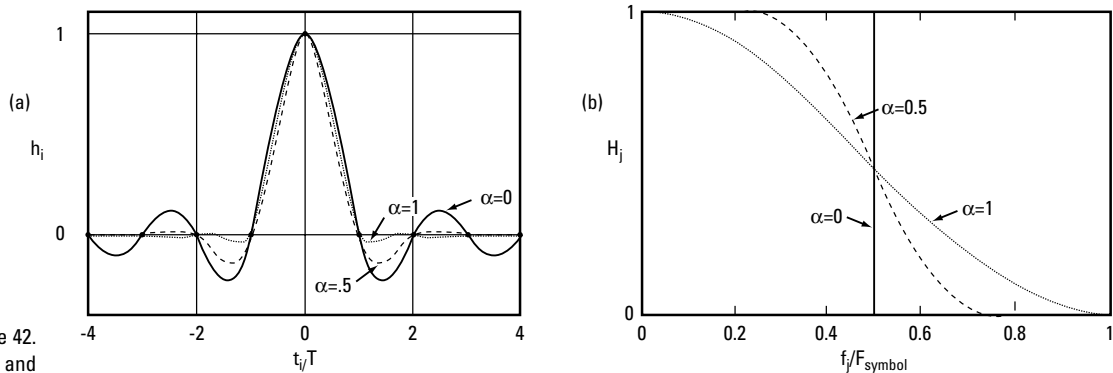 (a)
h_i
1
0
α=0
α=1
α=.5
-4 -2 0 2 4
t_i/T
(b)
H_j
1
0
α=0.5
α=0
α=1
0 0.2 0.4 0.6 0.8 1
f_j/F_symbol
e 42.
and